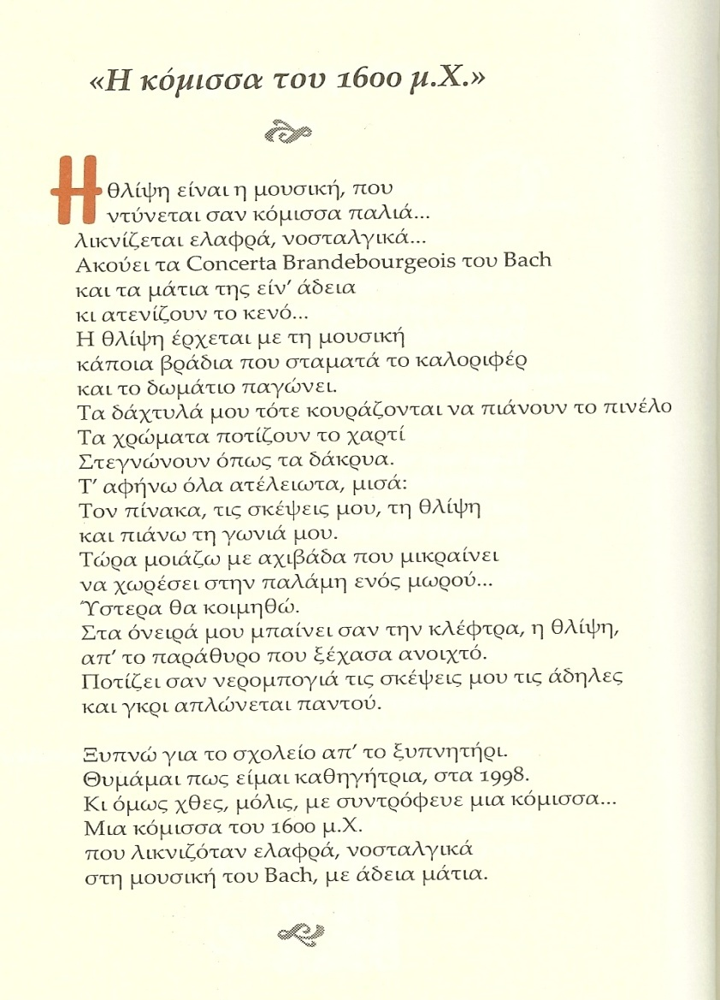 «Η κόμισσα του 1600 μ.Χ.»
Η θλίψη είναι η μουσική, που
ντύνεται σαν κόμισσα παλιά...
λικνίζεται ελαφρά, νοσταλγικά...
Ακούει τα Concerta Brandebourgeois του Bach
και τα μάτια της είν' άδεια
κι ατενίζουν το κενό...
Η θλίψη έρχεται με τη μουσική
κάποια βράδια που σταματά το καλοριφέρ
και το δωμάτιο παγώνει.
Τα δάχτυλά μου τότε κουράζονται να πιάνουν το πινέλο
Τα χρώματα ποτίζουν το χαρτί
Στεγνώνουν όπως τα δάκρυα.
Τ' αφήνω όλα ατέλειωτα, μισά:
Τον πίνακα, τις σκέψεις μου, τη θλίψη
και πιάνω τη γωνιά μου.
Τώρα μοιάζω με αχιβάδα που μικραίνει
να χωρέσει στην παλάμη ενός μωρού...
Ύστερα θα κοιμηθώ.
Στα όνειρά μου μπαίνει σαν την κλέφτρα, η θλίψη,
απ' το παράθυρο που ξέχασα ανοιχτό.
Ποτίζει σαν νερομπογιά τις σκέψεις μου τις άδηλες
και γκρι απλώνεται παντού.

Ξυπνώ για το σχολείο απ' το ξυπνητήρι.
Θυμάμαι πως είμαι καθηγήτρια, στα 1998.
Κι όμως χθες, μόλις, με συντρόφευε μια κόμισσα...
Μια κόμισσα του 1600 μ.Χ.
που λικνιζόταν ελαφρά, νοσταλγικά
στη μουσική του Bach, με άδεια μάτια.